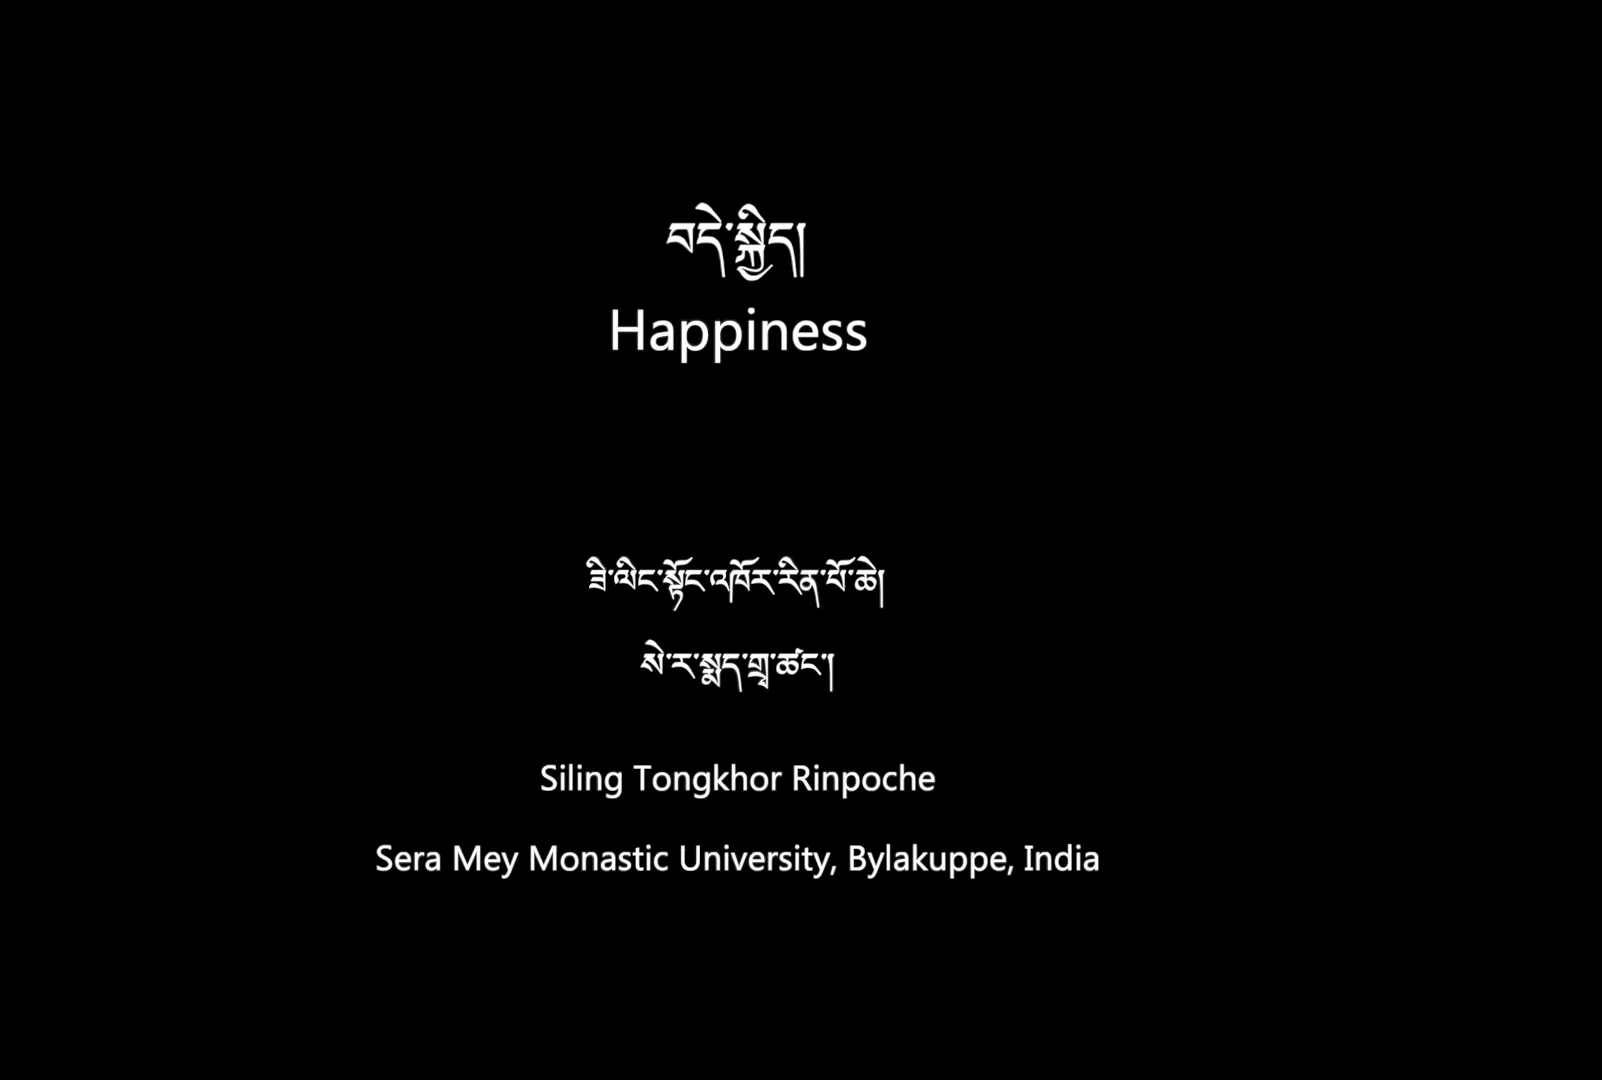 བདེ་སྐྱིད།
Happiness
ཟི་ལིང་སྟོང་འཁོར་རིན་པོ་ཆེ།
སེ་ར་སྨད་གྲྭ་ཚང་།
Siling Tongkhor Rinpoche
Sera Mey Monastic University, Bylakuppe, India